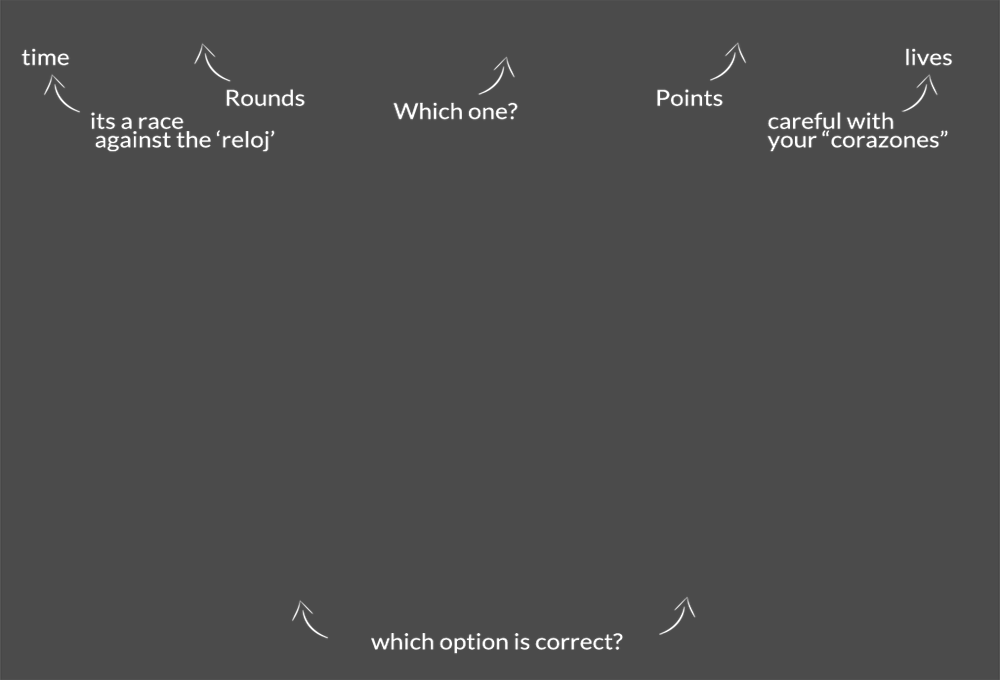 time
lives
Rounds
Which one?
Points
its a race
against the ‘reloj’
careful with
your “corazones”
which option is correct?